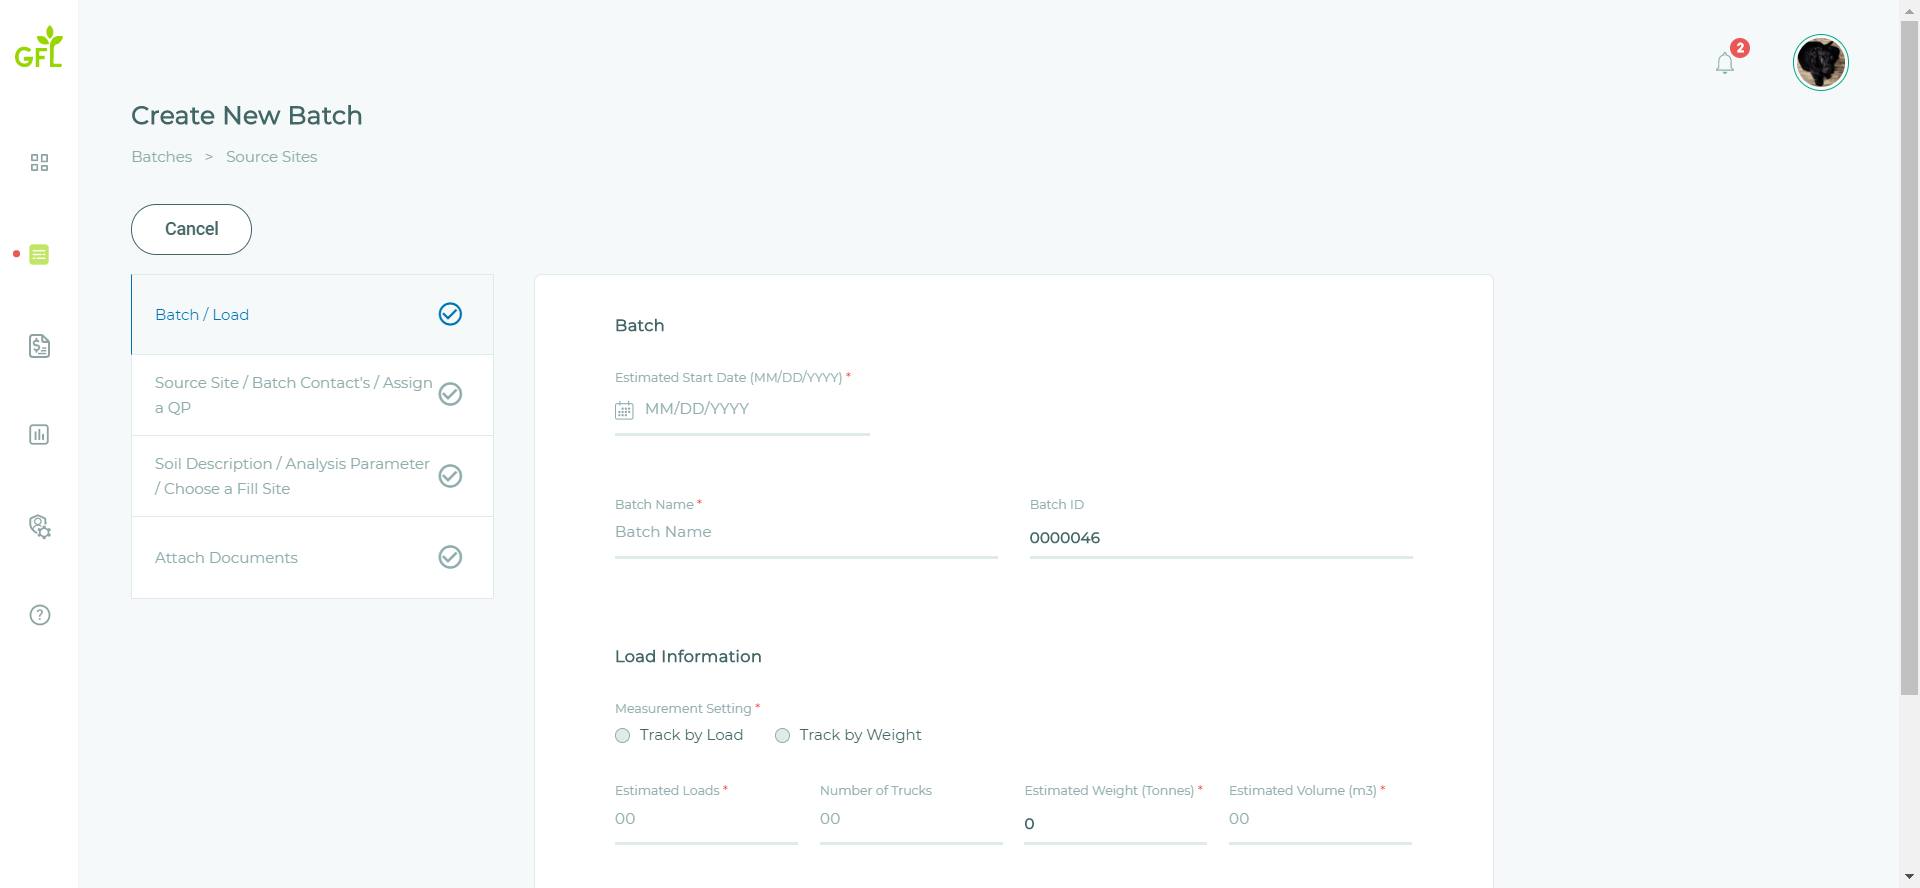 GFL
2
Create New Batch
Batches > Source Sites
Cancel
Batch / Load
Source Site / Batch Contact's / Assign
a QP
Soil Description / Analysis Parameter
/ Choose a Fill Site
Attach Documents
Batch
Estimated Start Date (MM/DD/YYYY) *
MM/DD/YYYY
Batch Name * Batch ID
Batch Name 0000046
Load Information
Measurement Setting *
Track by Load Track by Weight
Estimated Loads * Number of Trucks Estimated Weight (Tonnes) * Estimated Volume (m3) *
00 00 0 00